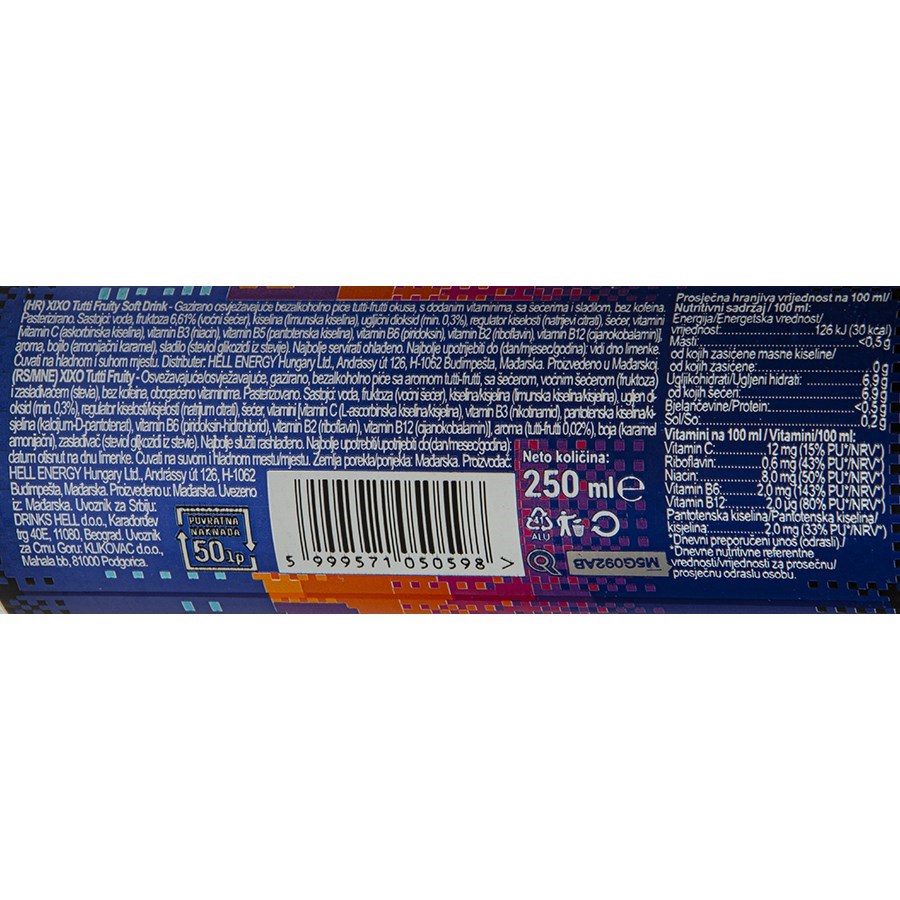 (HR) XIXO Tutti Fruity Soft Drink - Gazirano osvježavajuće bezalkoholno piće tutti-frutti okusa, s dodanim vitaminima, sa šećerima i sladilom, bez kofeina.
Pasterizirano. Sastojci: voda, fruktoza 6,61% (voćni šećer), kiselina (limunska kiselina), ugljični dioksid (min. 0,3%), regulator kiselosti (natrijevi citrati), šećer, vitamini
[vitamin C (askorbinska kiselina), vitamin B3 (niacin), vitamin B5 (pantotenska kiselina), vitamin B6 (piridoksin), vitamin B2 (riboflavin), vitamin B12 (cijanokobalamin)],
aroma, bojilo (amonijačni karamel), sladilo (steviol glikozidi iz stevije). Najbolje servirati ohlađeno. Najbolje upotrijebiti do (dan/mjesec/godina): vidi dno limenke.
Čuvati na hladnom i suhom mjestu. Distributer: HELL ENERGY Hungary Ltd., Andrássy út 126, H-1062 Budimpešta, Mađarska. Proizvedeno u Mađarskoj.
(RS/MNE) XIXO Tutti Fruity - Osvežavajuće/osvježavajuće, gazirano, bezalkoholno piće sa aromom tutti-frutti, sa šećerom, voćnim šećerom (fruktoza)
i zaslađivačem (stevia), bez kofeina, obogaćeno vitaminima. Pasterizovano. Sastojci: voda, fruktoza (voćni šećer), kiselina/kisjelina (limunska kiselina/kisjelina), ugljen di-
oksid (min. 0,3%), regulator kiselosti/kisjelosti (natrijum citrati), šećer, vitamini [vitamin C (L-ascorbinska kiselina/kisjelina), vitamin B3 (nikotinamid), pantotenska kiselina/ki-
sjelina (kalcijum-D-pantotenat), vitamin B6 (piridoksin-hidrohlorid), vitamin B2 (riboflavin), vitamin B12 (cijanokobalamin)], aroma (tutti-frutti 0,02%), boja (karamel
amonijačni), zaslađivač (steviol glikozidi iz stevie). Najbolje služiti rashlađeno. Najbolje upotrebiti/upotrijebiti do (dan/mesec/godina):
datum otisnut na dnu limenke. Čuvati na suvom i hladnom mestu/mjestu. Zemlja porekla/porijekla: Mađarska. Proizvođač:
HELL ENERGY Hungary Ltd., Andrássy út 126, H-1062
Budimpešta, Mađarska. Proizvedeno u: Mađarska. Uvezeno
iz: Mađarska. Uvoznik za Srbiju:
DRINKS HELL d.o.o., Karađorđev
trg 40E, 11080, Beograd. Uvoznik
za Crnu Goru: KLIKOVAC d.o.o.,
Mahala bb, 81000 Podgorica.
POVRATNA
NAKNADA
50 lp
5 999571 050598 >
Neto količina:
250 ml e
ALU
M5G092AB
Prosječna hranjiva vrijednost na 100 ml/
Nutritivni sadržaj / 100 ml:
Energija/Energetska vrednost/
vrijednost:.......... 126 kJ (30 kcal)
Masti:.......... <0,5 g
od kojih zasićene masne kiseline/
od kojih zasićene:.......... 0 g
Ugljikohidrati/Ugljeni hidrati:.......... 6,9 g
od kojih šećeri:.......... 6,9 g
Bjelančevine/Protein:.......... <0,5 g
Sol/So:.......... 0,2 g
Vitamini na 100 ml / Vitamini/100 ml:
Vitamin C:.......... 12 mg (15% PU*/NRV*)
Riboflavin:.......... 0,6 mg (43% PU*/NRV*)
Niacin:.......... 8,0 mg (50% PU*/NRV*)
Vitamin B6:.......... 2,0 mg (143% PU*/NRV*)
Vitamin B12:.......... 2,0 µg (80% PU*/NRV*)
Pantotenska kiselina/Pantotenska kiselina/
kisjelina:.......... 2,0 mg (33% PU*/NRV*)
*Dnevni preporučeni unos (odrasli)./
*Dnevne nutritivne referentne
vrednosti/vrijednosti za prosečnu/
prosječnu odraslu osobu.